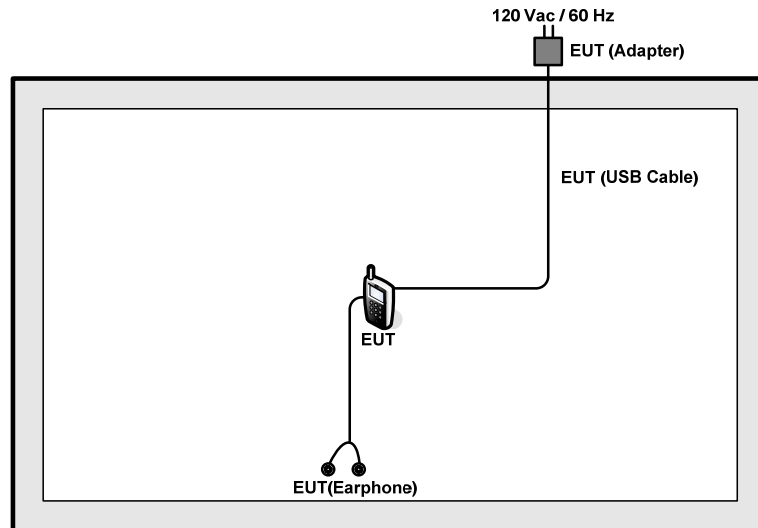 120 Vac / 60 Hz
EUT (Adapter)
EUT (USB Cable)
EUT
EUT(Earphone)